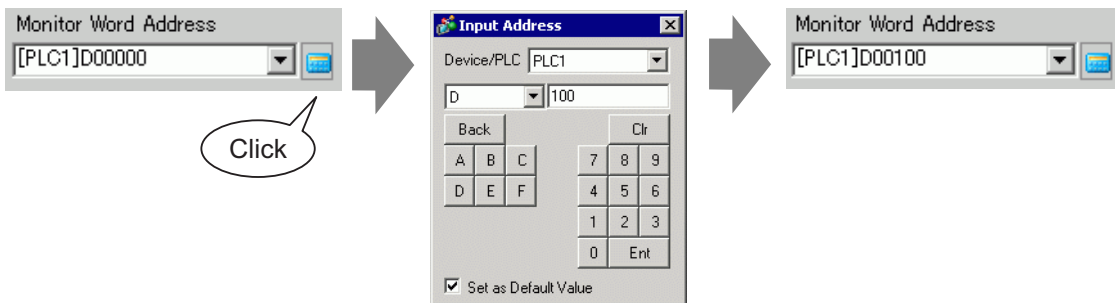 Monitor Word Address
[PLC1]D00000
Click
Input Address
Device/PLC PLC1
D 100
Back Clr
A B C 7 8 9
D E F 4 5 6
1 2 3
0 Ent
Set as Default Value
Monitor Word Address
[PLC1]D00100